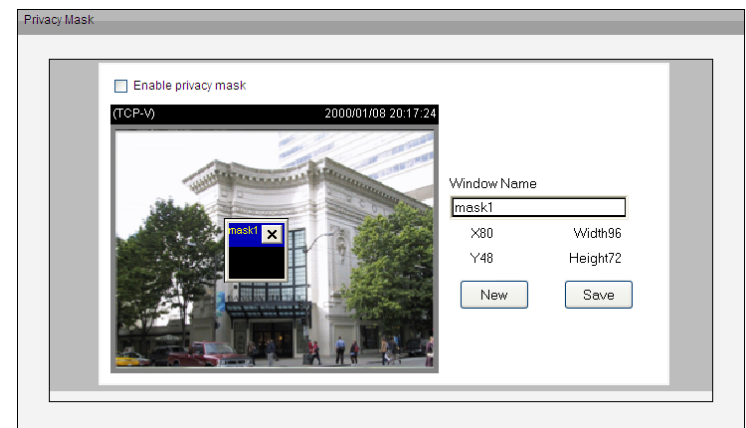 Privacy Mask
Enable privacy mask
(TCP-V) 2000/01/08 20:17:24
mask1
Window Name
mask1
X80 Width96
Y48 Height72
New Save